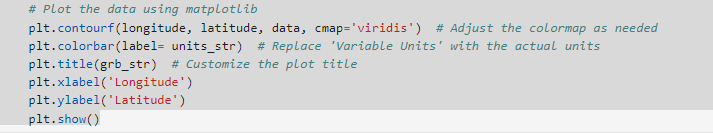 # Plot the data using matplotlib
plt.contourf(longitude, latitude, data, cmap='viridis')  # Adjust the colormap as needed
plt.colorbar(label= units_str)  # Replace 'Variable Units' with the actual units
plt.title(grb_str)  # Customize the plot title
plt.xlabel('Longitude')
plt.ylabel('Latitude')
plt.show()